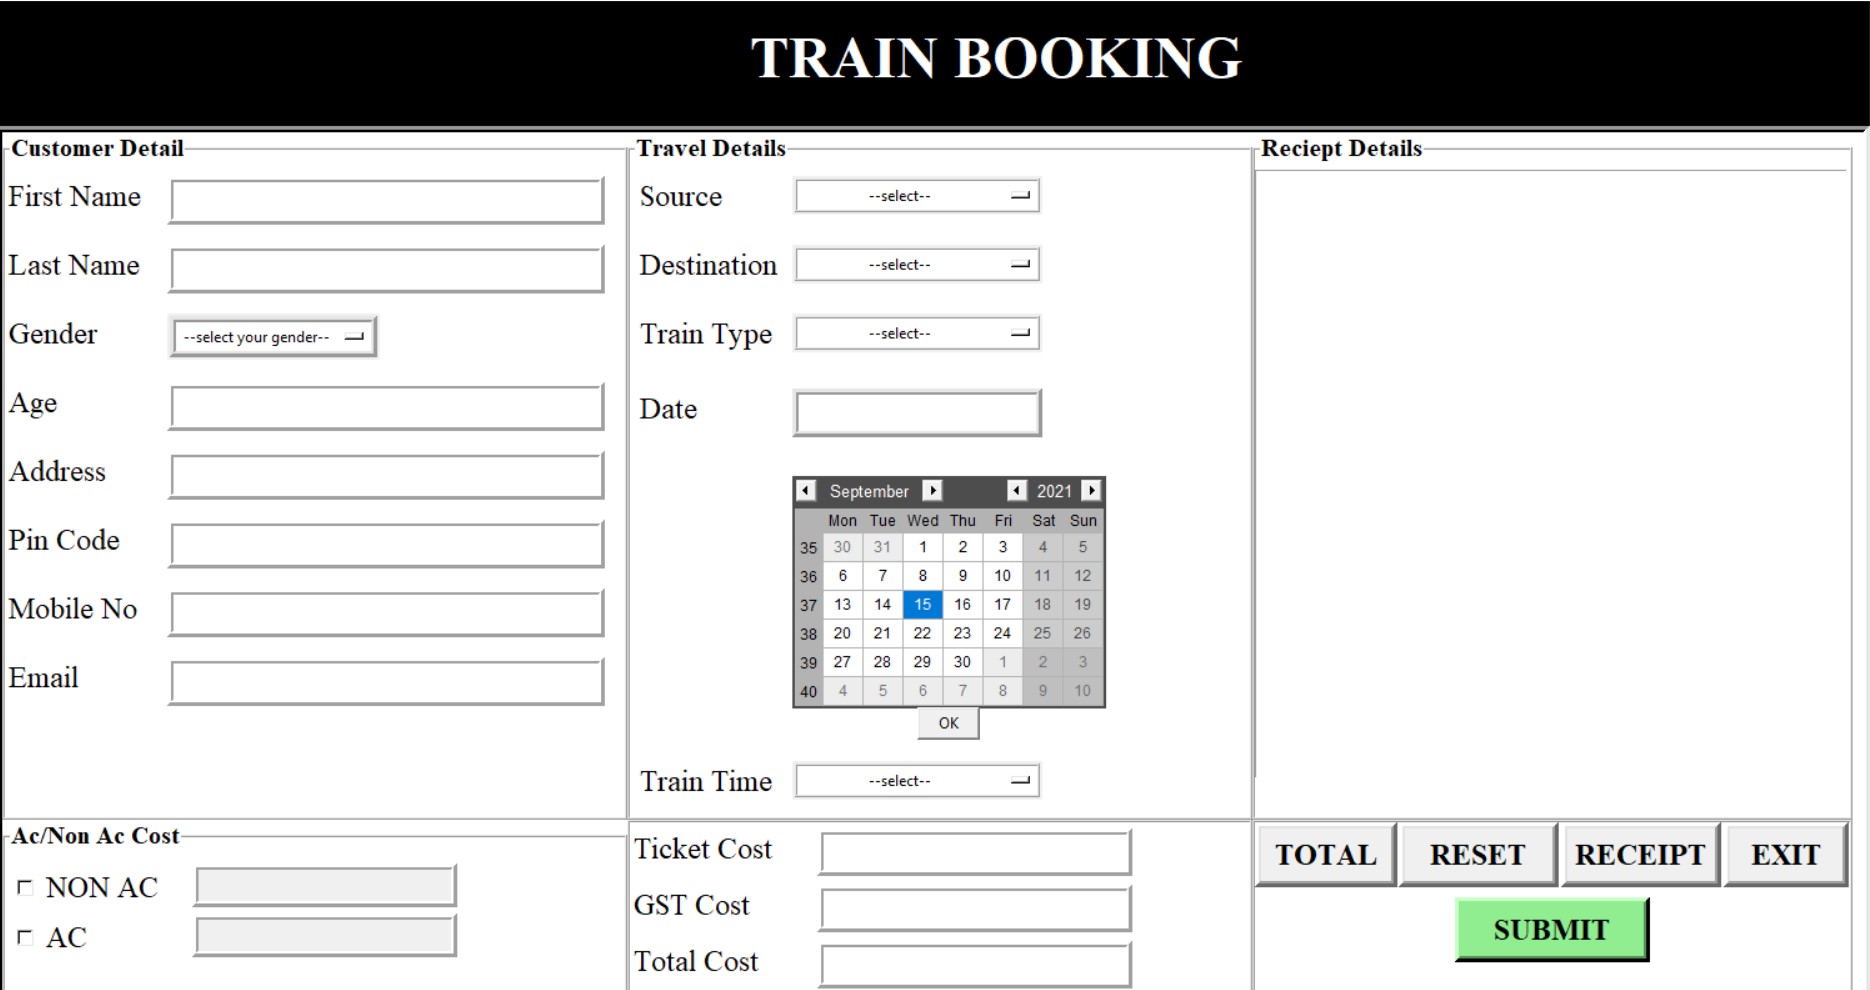 TRAIN BOOKING
Customer Detail
First Name
Last Name
Gender --select your gender--
Age
Address
Pin Code
Mobile No
Email
Travel Details
Source --select--
Destination --select--
Train Type --select--
Date
September 2021
Mon Tue Wed Thu Fri Sat Sun
35 30 31 1 2 3 4 5
36 6 7 8 9 10 11 12
37 13 14 15 16 17 18 19
38 20 21 22 23 24 25 26
39 27 28 29 30 1 2 3
40 4 5 6 7 8 9 10
OK
Train Time --select--
Reciept Details
Ac/Non Ac Cost
NON AC
AC
Ticket Cost
GST Cost
Total Cost
TOTAL RESET RECEIPT EXIT
SUBMIT